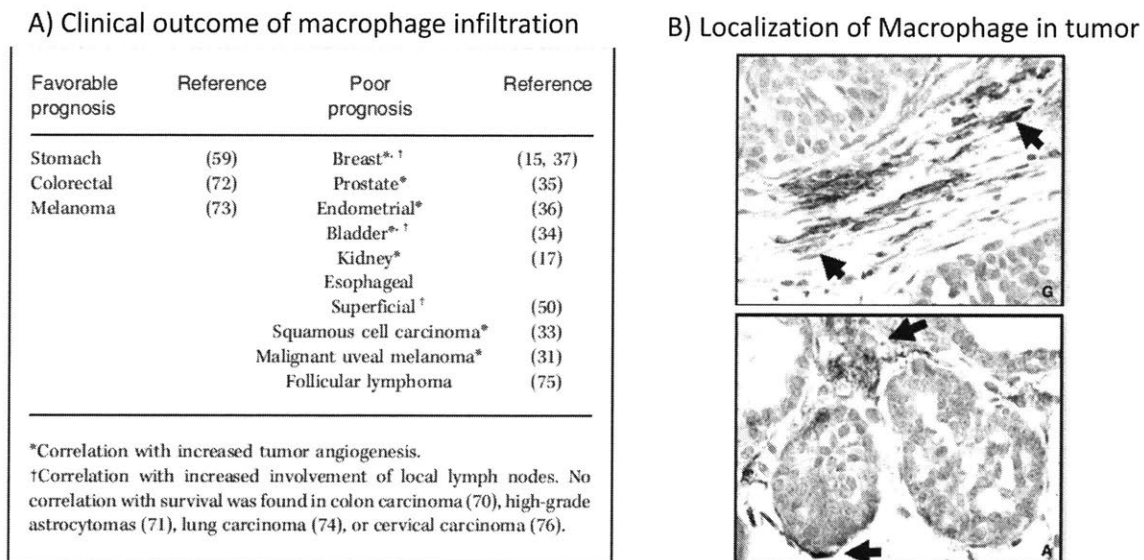 A) Clinical outcome of macrophage infiltration
Favorable prognosis Reference Poor prognosis Reference
Stomach (59) Breast*, † (15, 37)
Colorectal (72) Prostate* (35)
Melanoma (73) Endometrial* (36)
Bladder*, † (34)
Kidney* (17)
Esophageal
Superficial † (50)
Squamous cell carcinoma* (33)
Malignant uveal melanoma* (31)
Follicular lymphoma (75)
*Correlation with increased tumor angiogenesis.
†Correlation with increased involvement of local lymph nodes. No
correlation with survival was found in colon carcinoma (70), high-grade
astrocytomas (71), lung carcinoma (74), or cervical carcinoma (76).
B) Localization of Macrophage in tumor
G
A